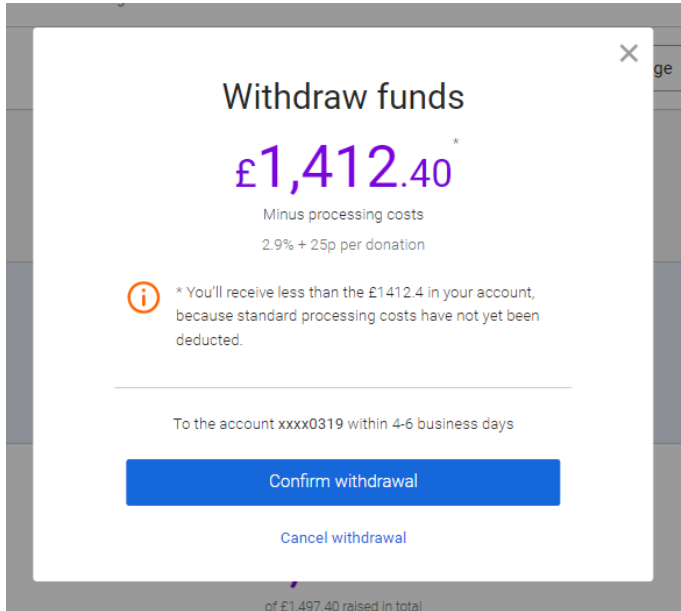 ge
Withdraw funds
£1,412.40*
Minus processing costs
2.9% + 25p per donation
* You'll receive less than the £1412.4 in your account,
because standard processing costs have not yet been
deducted.
To the account xxxx0319 within 4-6 business days
Confirm withdrawal
Cancel withdrawal
of £1,497.40 raised in total